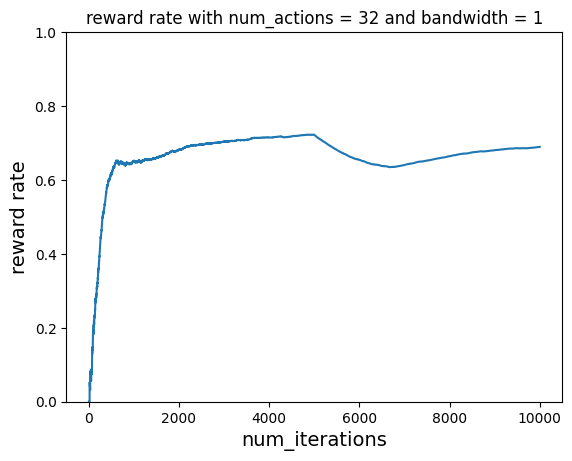 reward rate with num_actions = 32 and bandwidth = 1
1.0
0.8
0.6
0.4
0.2
0.0
reward rate
0 2000 4000 6000 8000 10000
num_iterations